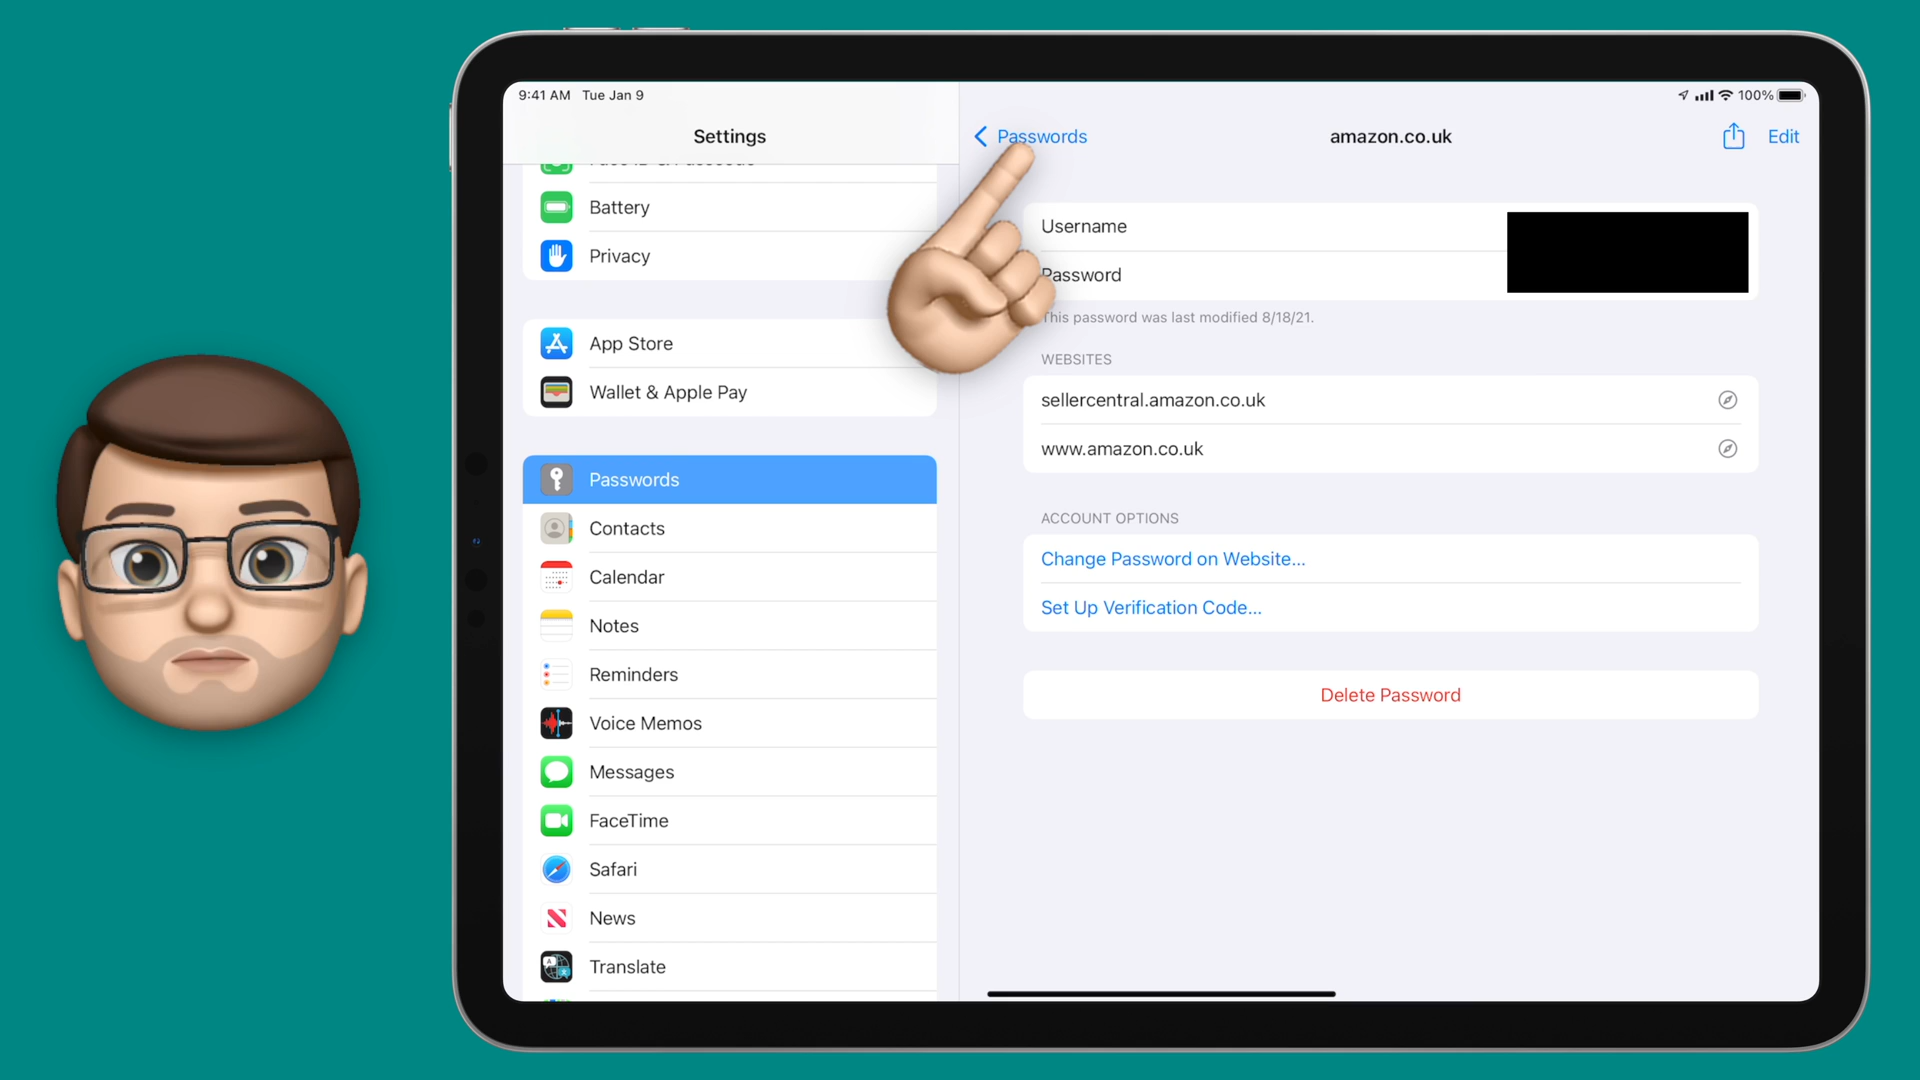 9:41 AM Tue Jan 9
100%
Settings
Battery
Privacy
App Store
Wallet & Apple Pay
Passwords
Contacts
Calendar
Notes
Reminders
Voice Memos
Messages
FaceTime
Safari
News
Translate
Passwords
amazon.co.uk
Edit
Username
Password
This password was last modified 8/18/21.
WEBSITES
sellercentral.amazon.co.uk
www.amazon.co.uk
ACCOUNT OPTIONS
Change Password on Website...
Set Up Verification Code...
Delete Password